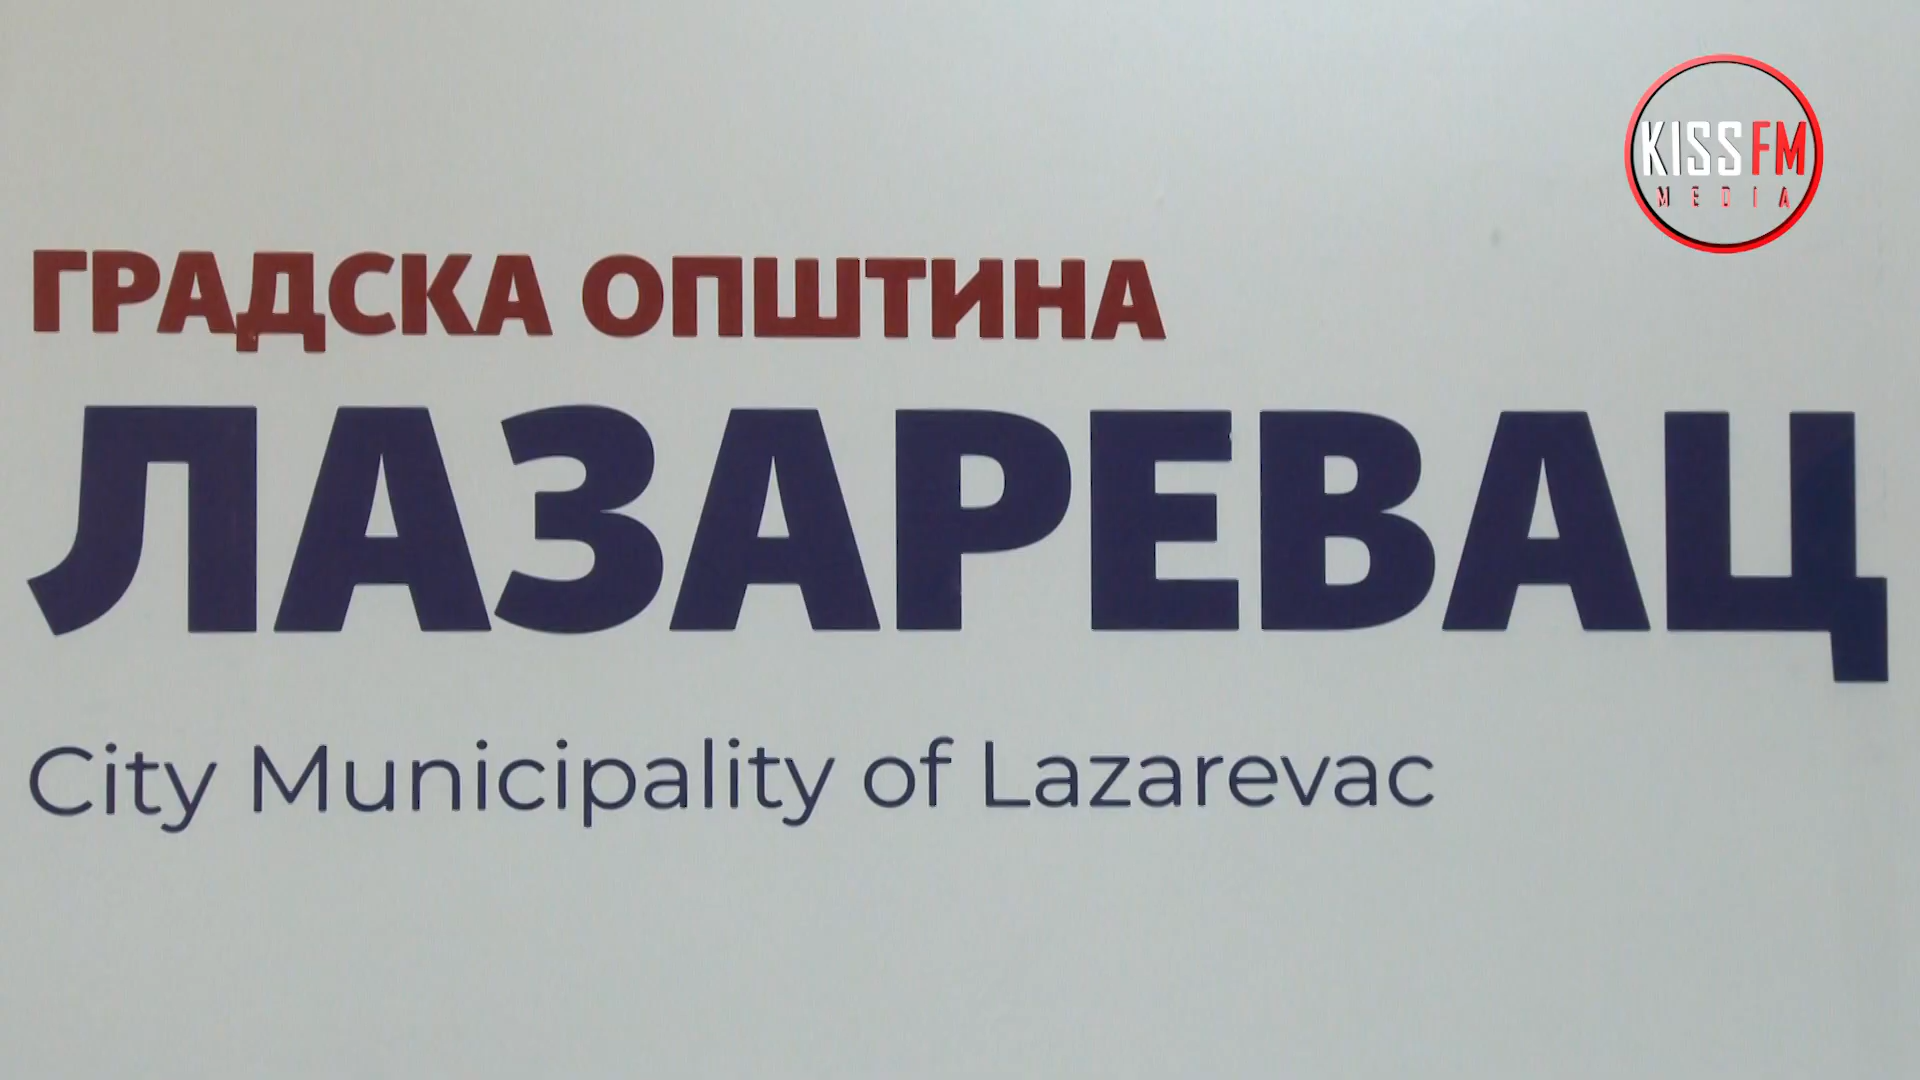 KISS FM
MEDIA
ГРАДСКА ОПШТИНА
ЛАЗАРЕВАЦ
City Municipality of Lazarevac